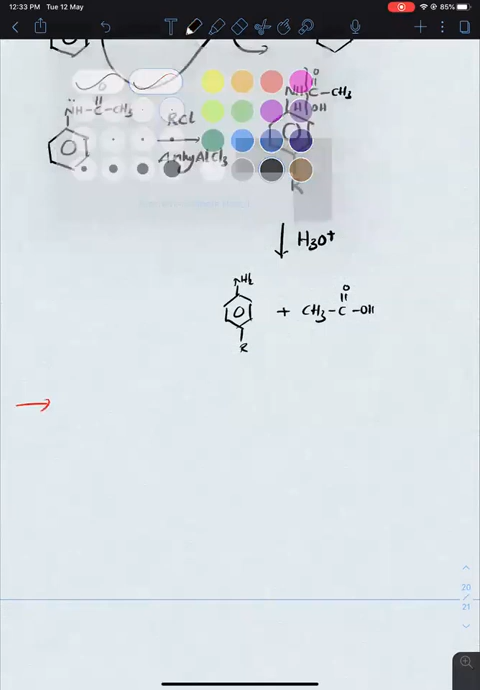 12:33 PM Tue 12 May
85%
O
NH-C-CH3
RCl
Anhy AlCl3
O
NH C-CH3
H OH
R
H3O+
NH2
R
+
O
CH3-C-OH
20
21